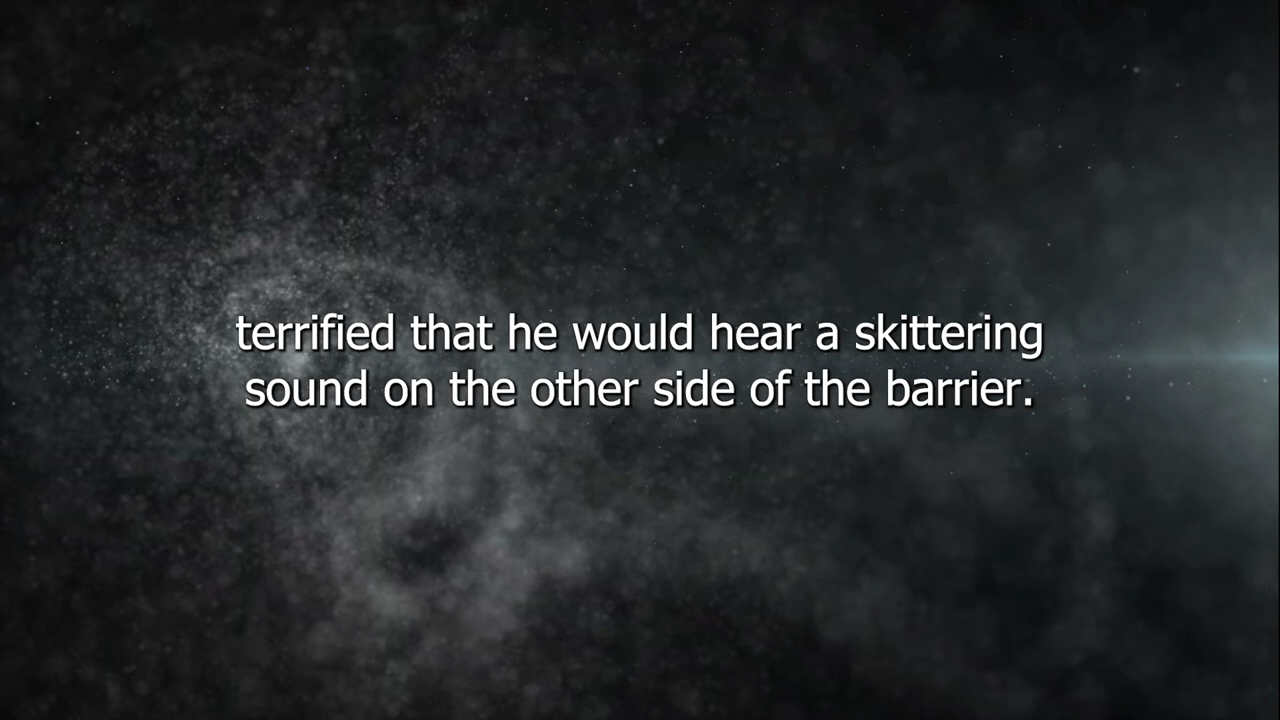 terrified that he would hear a skittering
sound on the other side of the barrier.